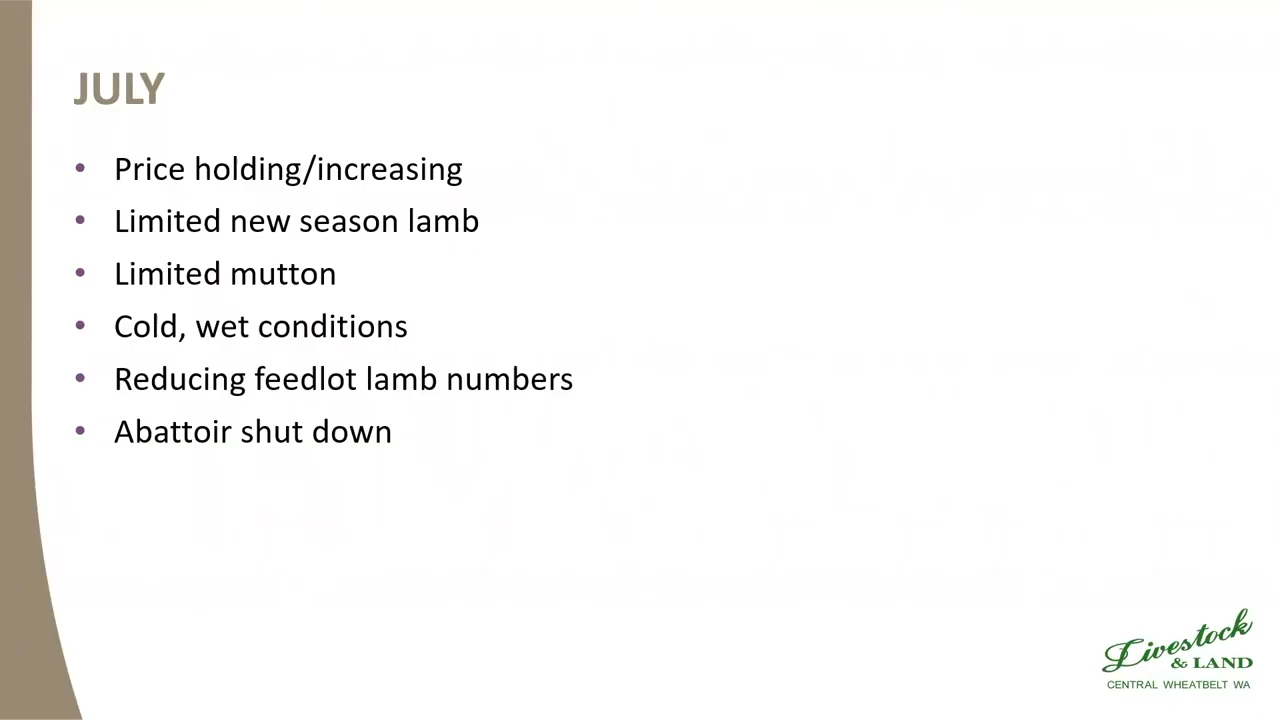 JULY
• Price holding/increasing
• Limited new season lamb
• Limited mutton
• Cold, wet conditions
• Reducing feedlot lamb numbers
• Abattoir shut down
Livestock
& LAND
CENTRAL WHEATBELT WA